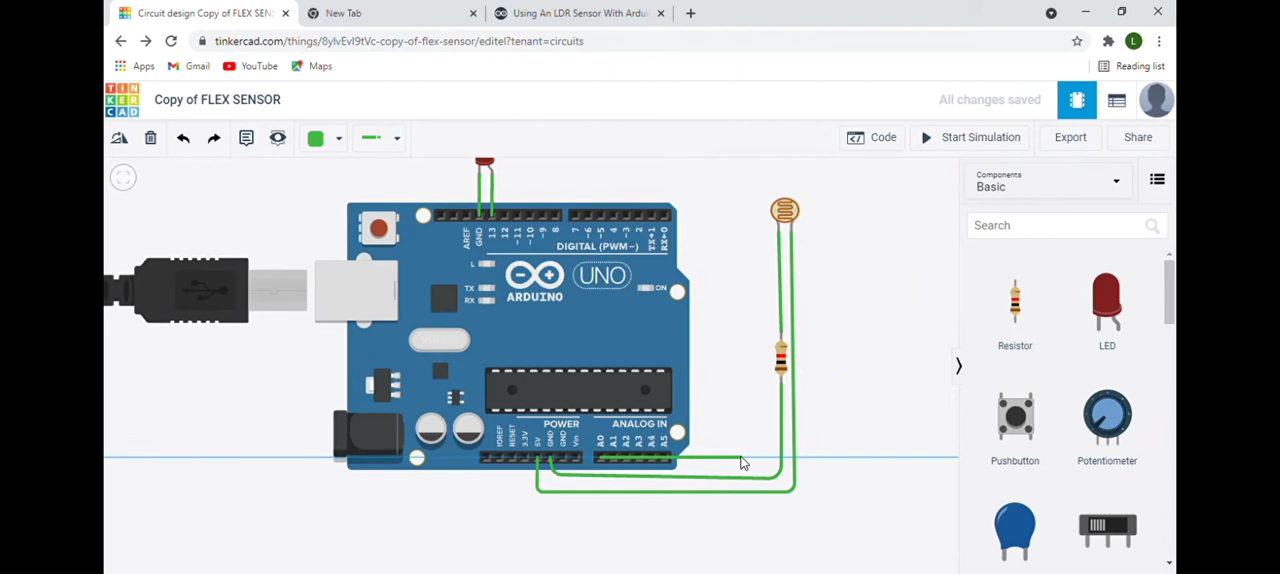 Circuit design Copy of FLEX SENS
New Tab
Using An LDR Sensor With Ardui
tinkercad.com/things/8ylvEvI9tVc-copy-of-flex-sensor/editel?tenant=circuits
L
Apps
Gmail
YouTube
Maps
Reading list
TIN
KER
CAD
Copy of FLEX SENSOR
All changes saved
Code
Start Simulation
Export
Share
Components
Basic
Search
AREF
GND
13
12
~11
~10
~9
8
7
~6
~5
4
~3
2
TX→1
RX←0
DIGITAL (PWM~)
L
TX
RX
ARDUINO
UNO
ON
POWER
ANALOG IN
IOREF
RESET
3.3V
5V
GND
GND
Vin
A0
A1
A2
A3
A4
A5
Resistor
LED
Pushbutton
Potentiometer